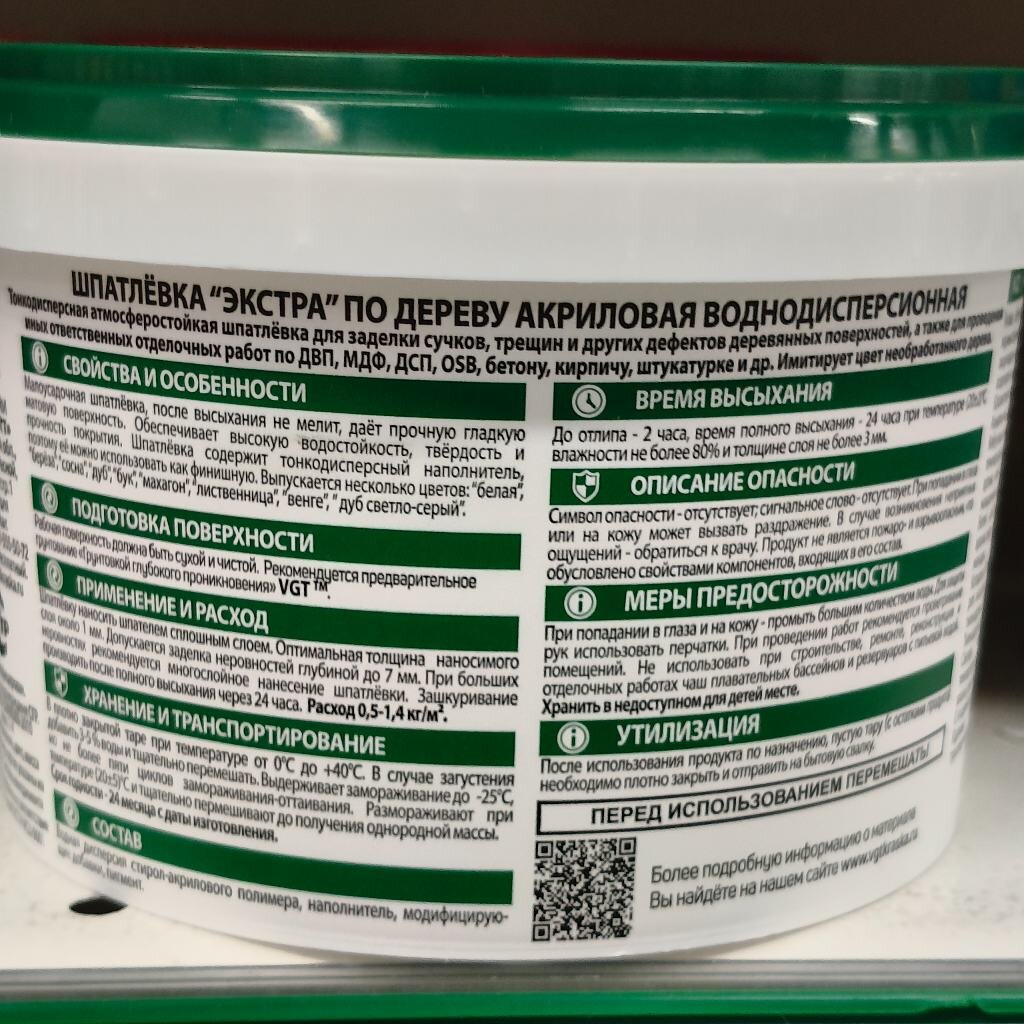 ШПАТЛЁВКА "ЭКСТРА" ПО ДЕРЕВУ АКРИЛОВАЯ ВОДНОДИСПЕРСИОННАЯ
Тонкодисперсная атмосферостойкая шпатлёвка для заделки сучков, трещин и других дефектов деревянных поверхностей, а также для проведения
иных ответственных отделочных работ по ДВП, МДФ, ДСП, OSB, бетону, кирпичу, штукатурке и др. Имитирует цвет необработанного дерева.
СВОЙСТВА И ОСОБЕННОСТИ
Малоусадочная шпатлёвка, после высыхания не мелит, даёт прочную гладкую
матовую поверхность. Обеспечивает высокую водостойкость, твёрдость и
прочность покрытия. Шпатлёвка содержит тонкодисперсный наполнитель,
поэтому её можно использовать как финишную. Выпускается несколько цветов: "белая",
"береза", "сосна", "дуб", "бук", "махагон", "лиственница", "венге", "дуб светло-серый".
ПОДГОТОВКА ПОВЕРХНОСТИ
Рабочая поверхность должна быть сухой и чистой. Рекомендуется предварительное
грунтование «Грунтовкой глубокого проникновения» VGT™.
ПРИМЕНЕНИЕ И РАСХОД
Шпатлёвку наносить шпателем сплошным слоем. Оптимальная толщина наносимого
слоя около 1 мм. Допускается заделка неровностей глубиной до 7 мм. При больших
неровностях рекомендуется многослойное нанесение шпатлёвки. Зашкуривание
производить после полного высыхания через 24 часа. Расход 0,5-1,4 кг/м².
ХРАНЕНИЕ И ТРАНСПОРТИРОВАНИЕ
В плотно закрытой таре при температуре от 0°С до +40°С. В случае загустения
добавить 3-5 % воды и тщательно перемешать. Выдерживает замораживание до -25°С,
но не более пяти циклов замораживания-оттаивания. Размораживают при
температуре (20±5)°С и тщательно перемешивают до получения однородной массы.
Срок годности - 24 месяца с даты изготовления.
СОСТАВ
Водная дисперсия стирол-акрилового полимера, наполнитель, модифицирую-
щие добавки, пигмент.
ВРЕМЯ ВЫСЫХАНИЯ
До отлипа - 2 часа, время полного высыхания - 24 часа при температуре (20±2)°С,
влажности не более 80% и толщине слоя не более 3 мм.
ОПИСАНИЕ ОПАСНОСТИ
Символ опасности - отсутствует; сигнальное слово - отсутствует. При попадании в глаза
или на кожу может вызвать раздражение. В случае возникновения неприятных
ощущений - обратиться к врачу. Продукт не является пожаро- и взрывоопасным, что
обусловлено свойствами компонентов, входящих в его состав.
МЕРЫ ПРЕДОСТОРОЖНОСТИ
При попадании в глаза и на кожу - промыть большим количеством воды. Для защиты
рук использовать перчатки. При проведении работ рекомендуется проветривание
помещений. Не использовать при строительстве, ремонте, реконструкции и
отделочных работах чаш плавательных бассейнов и резервуаров с питьевой водой.
Хранить в недоступном для детей месте.
УТИЛИЗАЦИЯ
После использования продукта по назначению, пустую тару (с остатками продукта)
необходимо плотно закрыть и отправить на бытовую свалку.
ПЕРЕД ИСПОЛЬЗОВАНИЕМ ПЕРЕМЕШАТЬ!
Более подробную информацию о материале
Вы найдёте на нашем сайте www.vgtkraska.ru